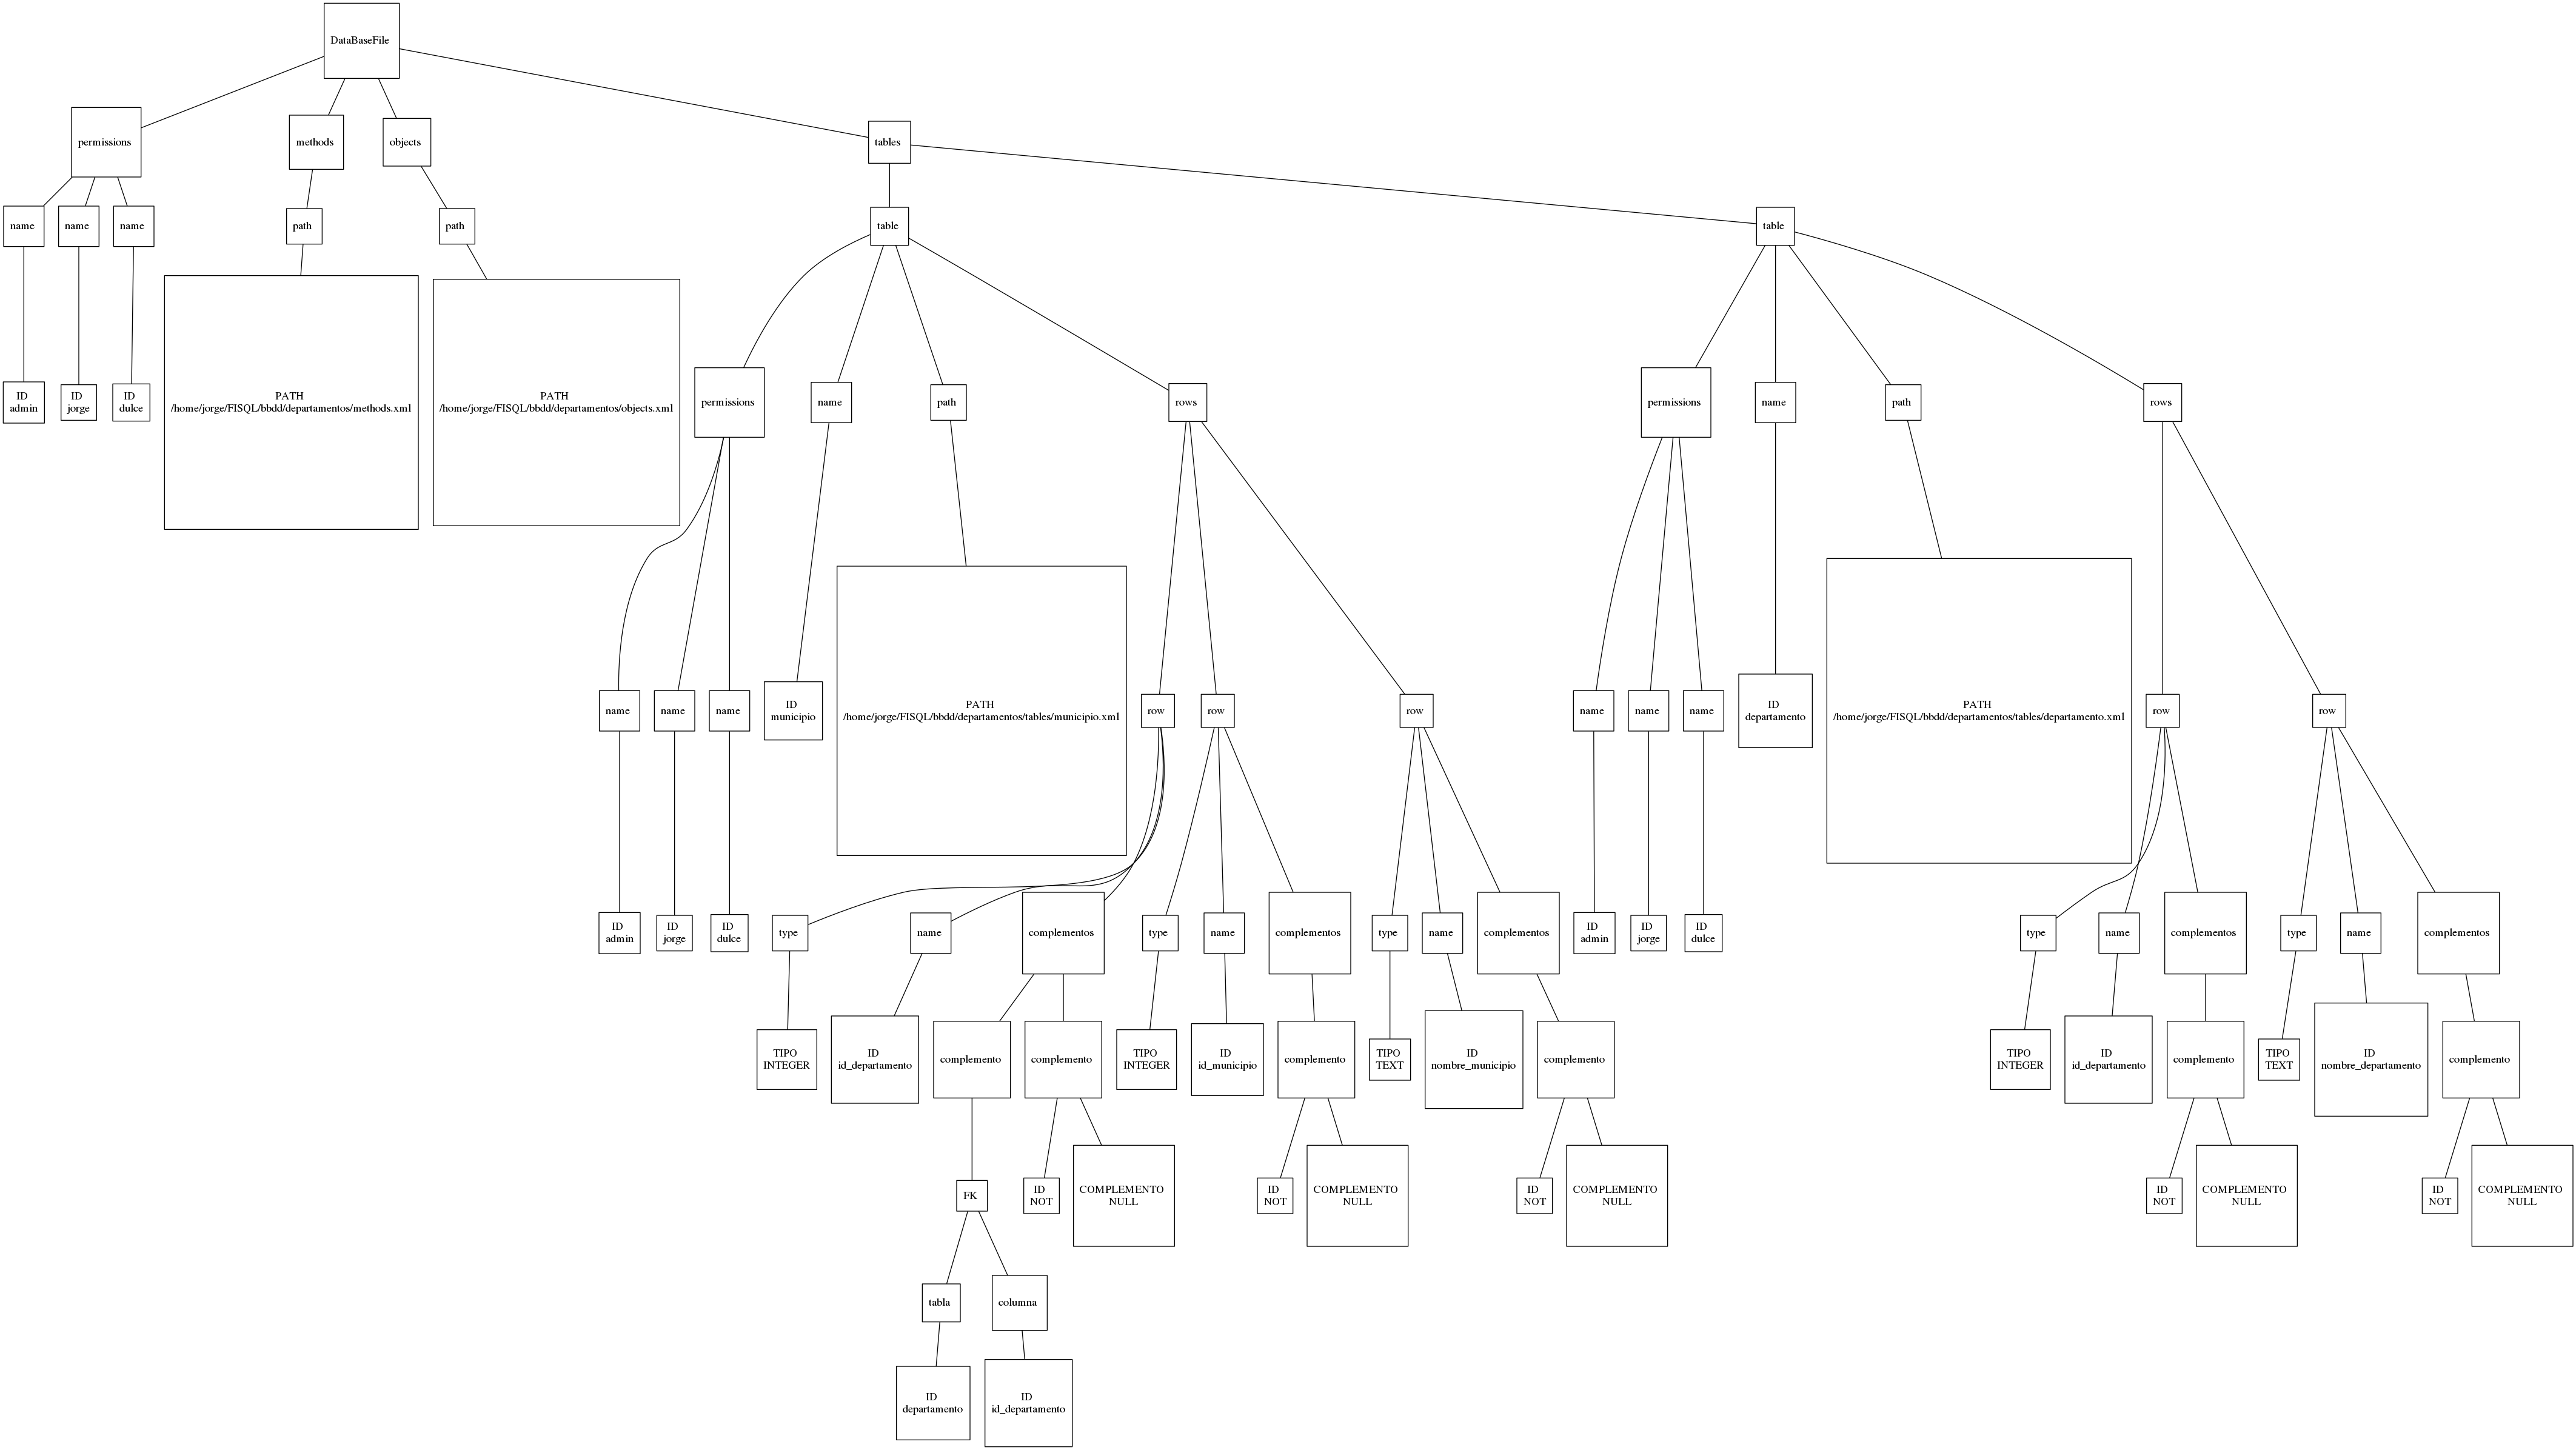 DataBaseFile
permissions
methods
objects
tables
name
name
name
path
path
table
table
ID
admin
ID
jorge
ID
dulce
PATH
/home/jorge/FISQL/bbdd/departamentos/methods.xml
PATH
/home/jorge/FISQL/bbdd/departamentos/objects.xml
permissions
name
path
rows
permissions
name
path
rows
name
name
name
ID
municipio
PATH
/home/jorge/FISQL/bbdd/departamentos/tables/municipio.xml
row
row
row
name
name
name
ID
departamento
PATH
/home/jorge/FISQL/bbdd/departamentos/tables/departamento.xml
row
row
ID
admin
ID
jorge
ID
dulce
type
name
complementos
type
name
complementos
type
name
complementos
ID
admin
ID
jorge
ID
dulce
type
name
complementos
type
name
complementos
TIPO
INTEGER
ID
id_departamento
complemento
complemento
TIPO
INTEGER
ID
id_municipio
complemento
TIPO
TEXT
ID
nombre_municipio
complemento
TIPO
INTEGER
ID
id_departamento
complemento
TIPO
TEXT
ID
nombre_departamento
complemento
FK
ID
NOT
COMPLEMENTO
NULL
ID
NOT
COMPLEMENTO
NULL
ID
NOT
COMPLEMENTO
NULL
ID
NOT
COMPLEMENTO
NULL
ID
NOT
COMPLEMENTO
NULL
tabla
columna
ID
departamento
ID
id_departamento